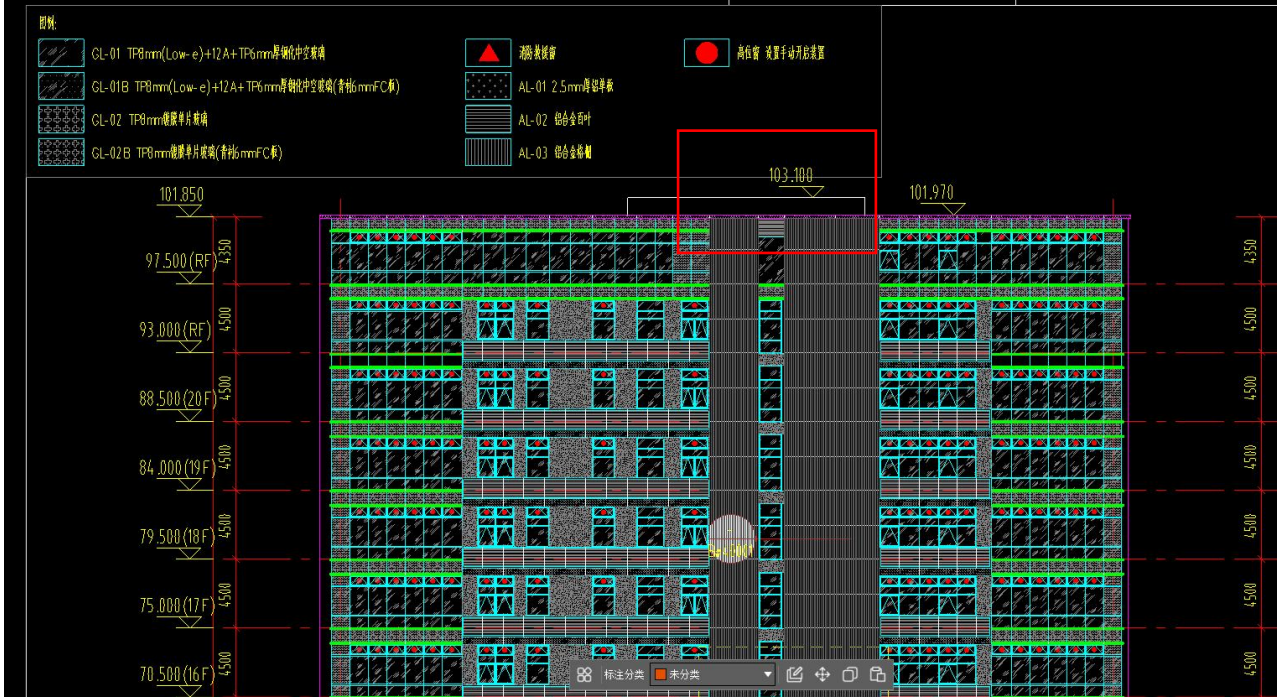 图例:
GL-01 TP8mm(Low-e)+12A+TP6mm厚钢化中空玻璃
消防救援窗
高位窗 设置手动开启装置
GL-01B TP8mm(Low-e)+12A+TP6mm厚钢化中空玻璃(背衬6mmFC板)
AL-01 2.5mm厚铝单板
GL-02 TP8mm镀膜单片玻璃
AL-02 铝合金百叶
GL-02B TP8mm镀膜单片玻璃(背衬6mmFC板)
AL-03 铝合金格栅
103.100
101.850
101.970
97.500(RF)
4350
4350
93.000(RF)
4500
4500
88.500(20F)
4500
4500
84.000(19F)
4500
4500
79.500(18F)
4500
4500
75.000(17F)
4500
4500
70.500(16F)
4500
4500
标注分类
未分类